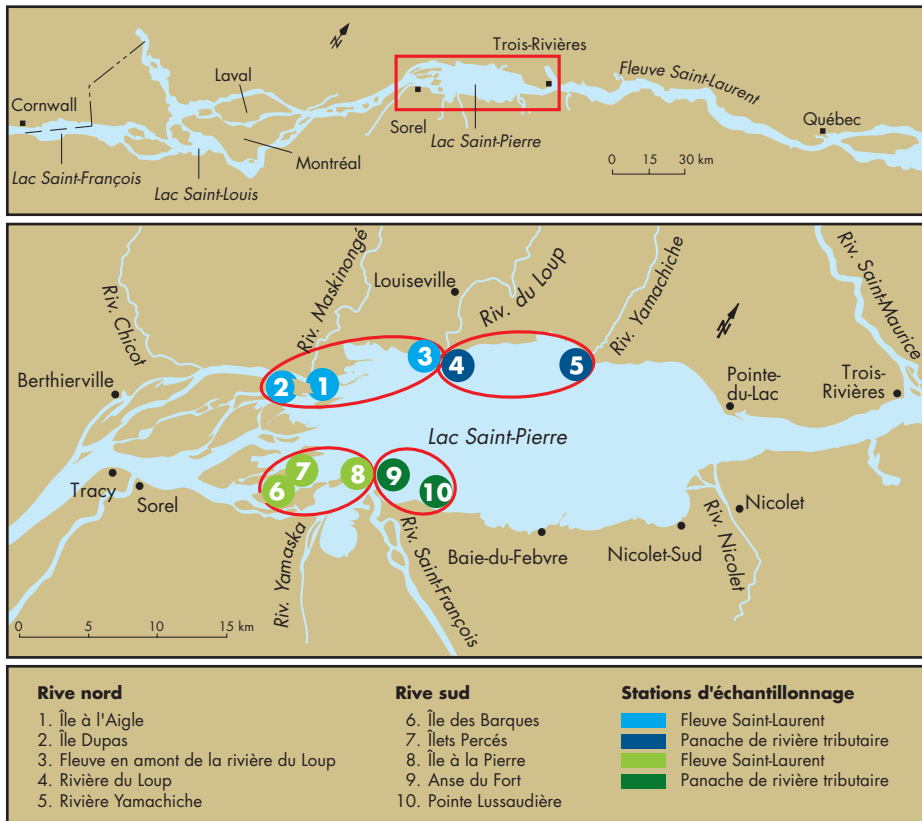 Cornwall
Laval
Trois-Rivières
Fleuve Saint-Laurent
N
Sorel
Québec
Montréal
Lac Saint-Pierre
Lac Saint-François
Lac Saint-Louis
0 15 30 km
Riv. Chicot
Riv. Maskinongé
Louiseville
Riv. du Loup
Riv. Yamachiche
Riv. Saint-Maurice
N
Berthierville
2 1 3 4 5
Pointe-
du-Lac
Trois-
Rivières
Lac Saint-Pierre
6 7 8 9 10
Tracy
Sorel
Riv. Yamaska
Riv. Saint-François
Baie-du-Febvre
Nicolet-Sud
Riv. Nicolet
Nicolet
0 5 10 15 km
Rive nord
1. Île à l'Aigle
2. Île Dupas
3. Fleuve en amont de la rivière du Loup
4. Rivière du Loup
5. Rivière Yamachiche
Rive sud
6. Île des Barques
7. Îlets Percés
8. Île à la Pierre
9. Anse du Fort
10. Pointe Lussaudière
Stations d'échantillonnage
Fleuve Saint-Laurent
Panache de rivière tributaire
Fleuve Saint-Laurent
Panache de rivière tributaire